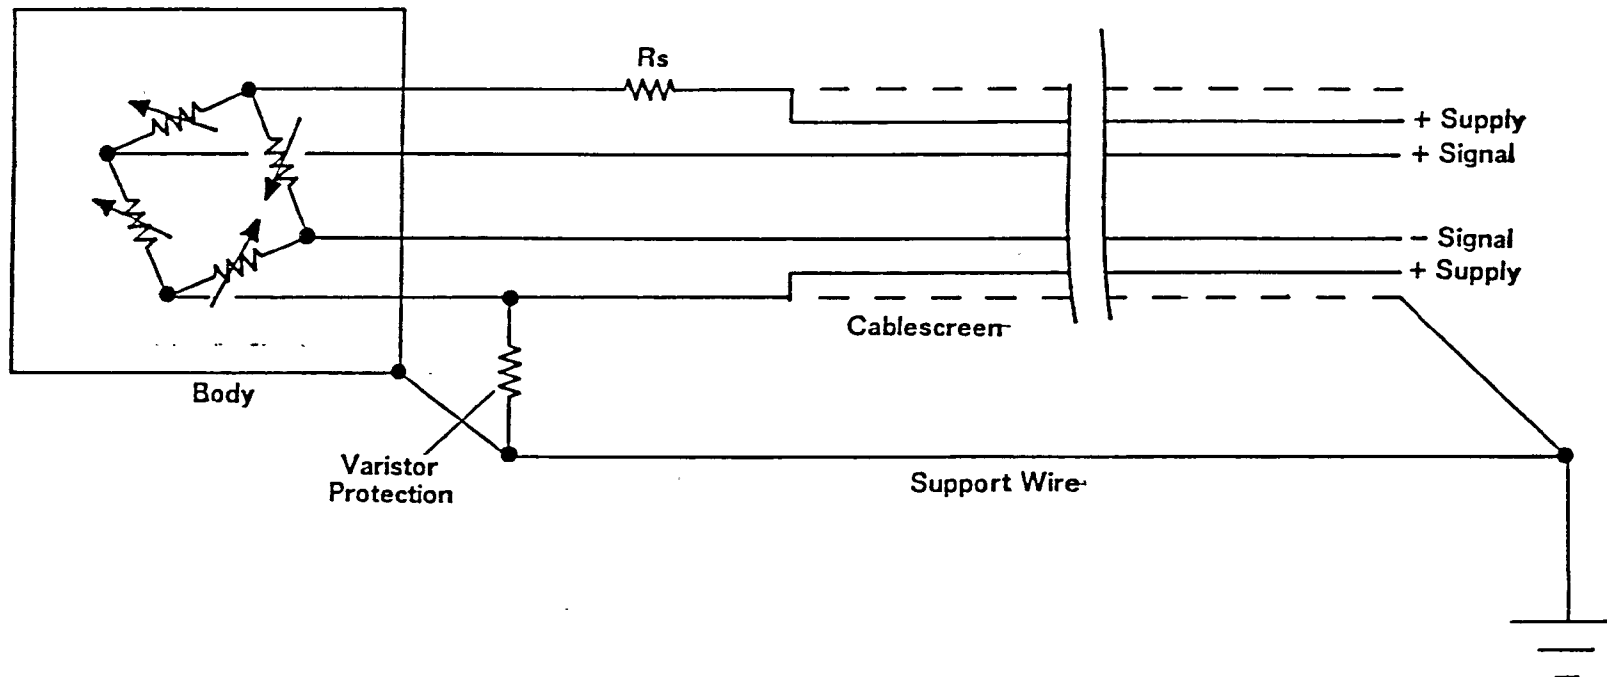 Rs
+ Supply
+ Signal
- Signal
+ Supply
Cablescreen
Body
Varistor
Protection
Support Wire